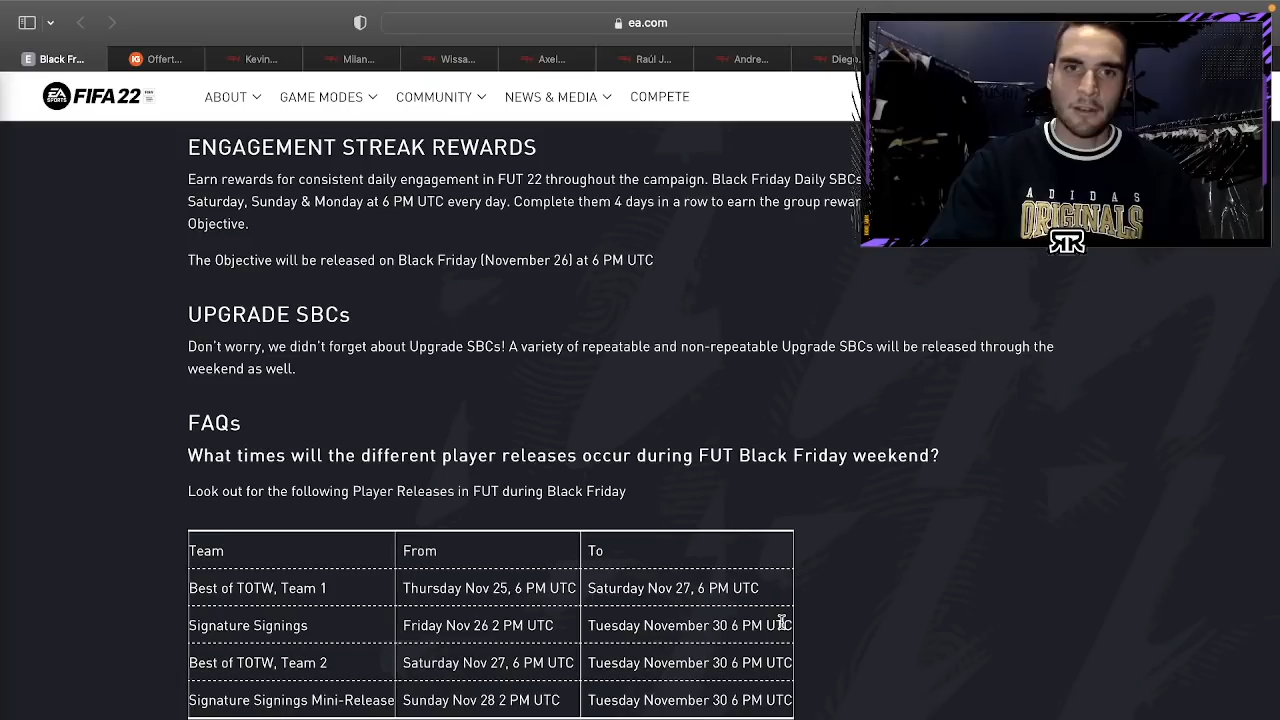 ea.com
E Black Fr... IG Offert... Kevin... Milan... Wissa... Axel... Raúl J... Andre... Diego
EA SPORTS FIFA 22 ABOUT GAME MODES COMMUNITY NEWS & MEDIA COMPETE
ADIDAS
ORIGINALS
ENGAGEMENT STREAK REWARDS
Earn rewards for consistent daily engagement in FUT 22 throughout the campaign. Black Friday Daily SBCs
Saturday, Sunday & Monday at 6 PM UTC every day. Complete them 4 days in a row to earn the group rewar
Objective.
The Objective will be released on Black Friday (November 26) at 6 PM UTC
UPGRADE SBCs
Don't worry, we didn't forget about Upgrade SBCs! A variety of repeatable and non-repeatable Upgrade SBCs will be released through the
weekend as well.
FAQs
What times will the different player releases occur during FUT Black Friday weekend?
Look out for the following Player Releases in FUT during Black Friday
Team From To
Best of TOTW, Team 1 Thursday Nov 25, 6 PM UTC Saturday Nov 27, 6 PM UTC
Signature Signings Friday Nov 26 2 PM UTC Tuesday November 30 6 PM UTC
Best of TOTW, Team 2 Saturday Nov 27, 6 PM UTC Tuesday November 30 6 PM UTC
Signature Signings Mini-Release Sunday Nov 28 2 PM UTC Tuesday November 30 6 PM UTC